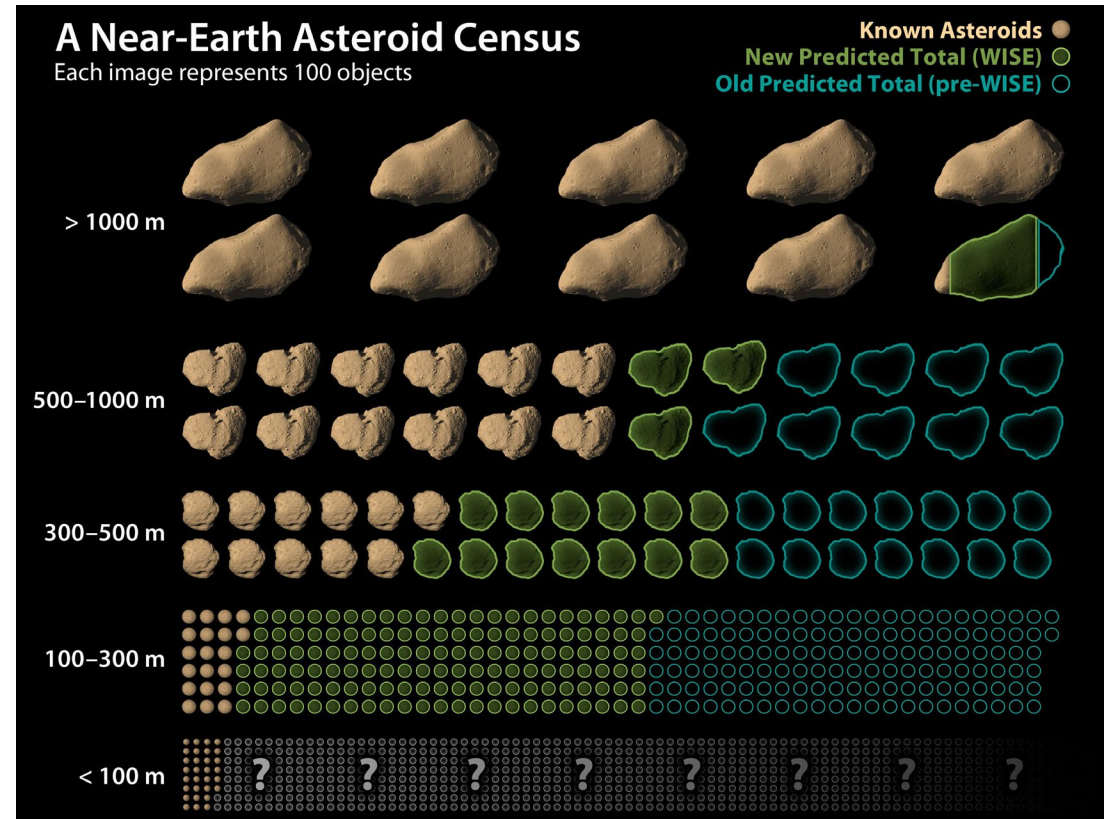 A Near-Earth Asteroid Census
Each image represents 100 objects
Known Asteroids
New Predicted Total (WISE)
Old Predicted Total (pre-WISE)
> 1000 m
500–1000 m
300–500 m
100–300 m
< 100 m
? ? ? ? ? ? ? ?